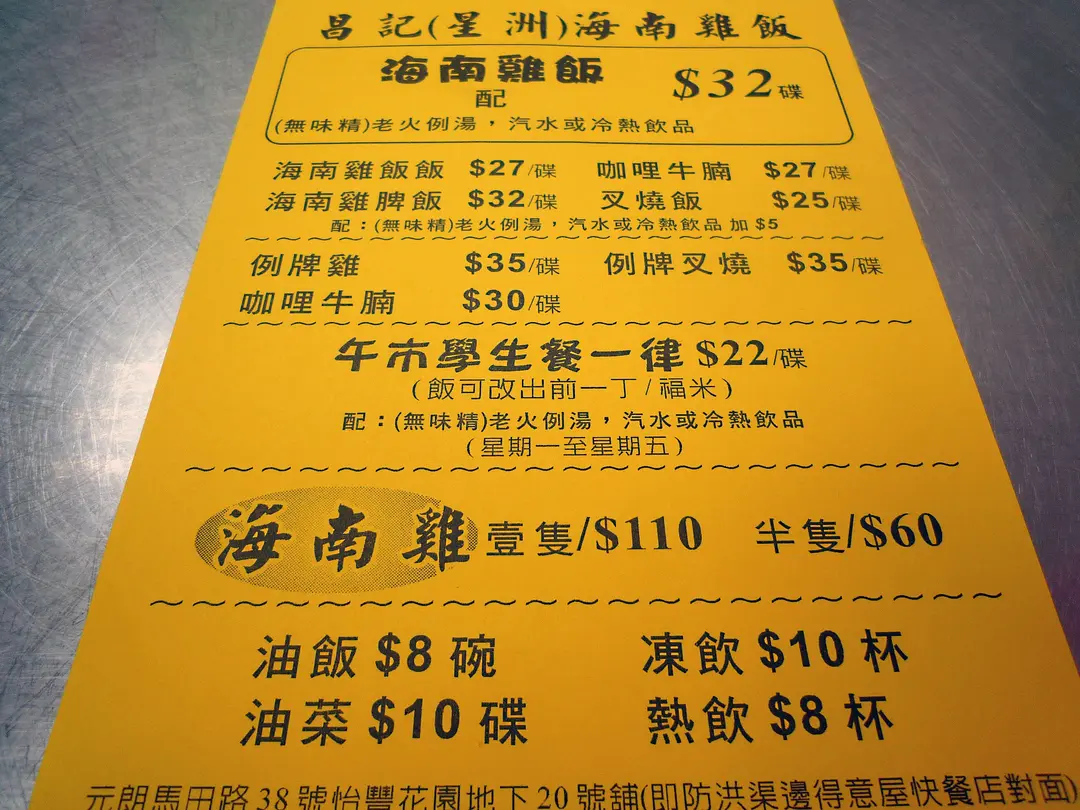 昌記(星洲)海南雞飯
海南雞飯 $32碟
配
(無味精)老火例湯，汽水或冷熱飲品
海南雞飯飯 $27/碟 咖哩牛腩 $27/碟
海南雞脾飯 $32/碟 叉燒飯 $25/碟
配：(無味精)老火例湯，汽水或冷熱飲品 加 $5
例牌雞 $35/碟 例牌叉燒 $35/碟
咖哩牛腩 $30/碟
午市學生餐一律 $22/碟
(飯可改出前一丁/福米)
配：(無味精)老火例湯，汽水或冷熱飲品
(星期一至星期五)
海南雞 壹隻/$110 半隻/$60
油飯 $8 碗 凍飲 $10 杯
油菜 $10 碟 熱飲 $8 杯
元朗馬田路38號怡豐花園地下20號舖(即防洪渠邊得意屋快餐店對面)